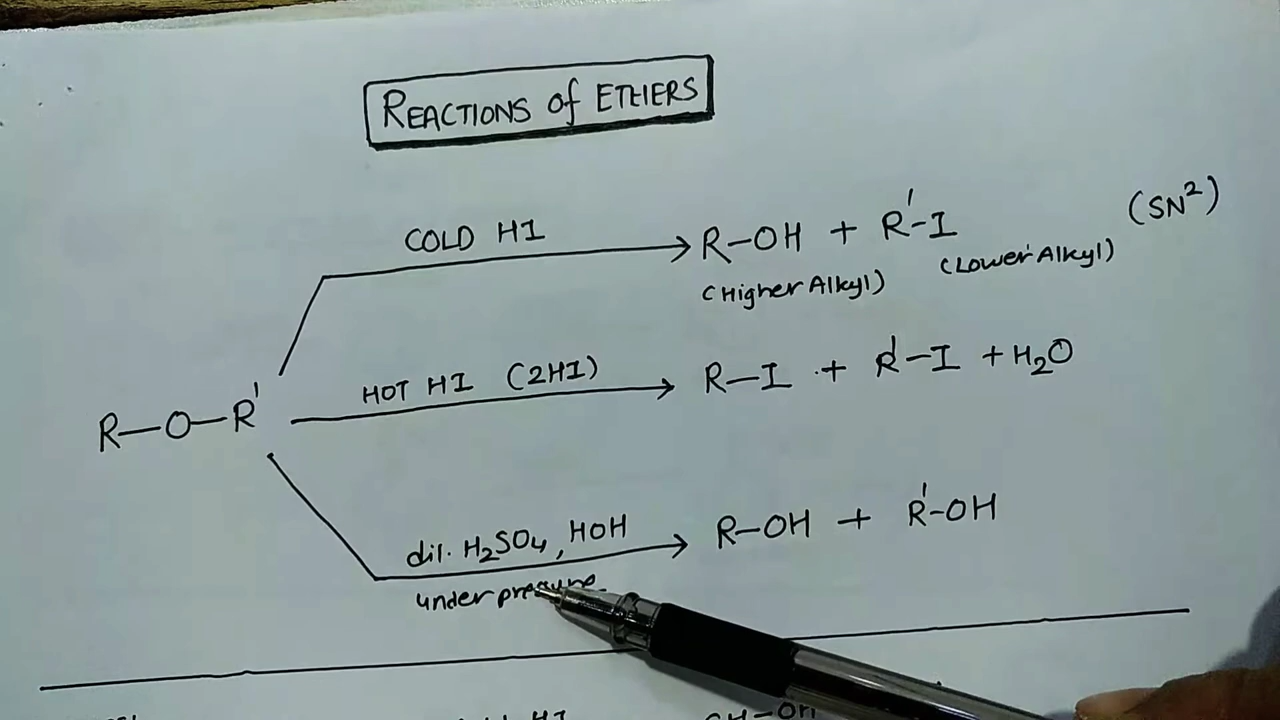 REACTIONS of ETHERS
COLD HI
R-OH + R'-I (SN²)
(Higher Alkyl) (Lower Alkyl)
HOT HI (2HI)
R-I + R'-I + H₂O
R-O-R'
dil. H₂SO₄, HOH
R-OH + R'-OH
under pressure